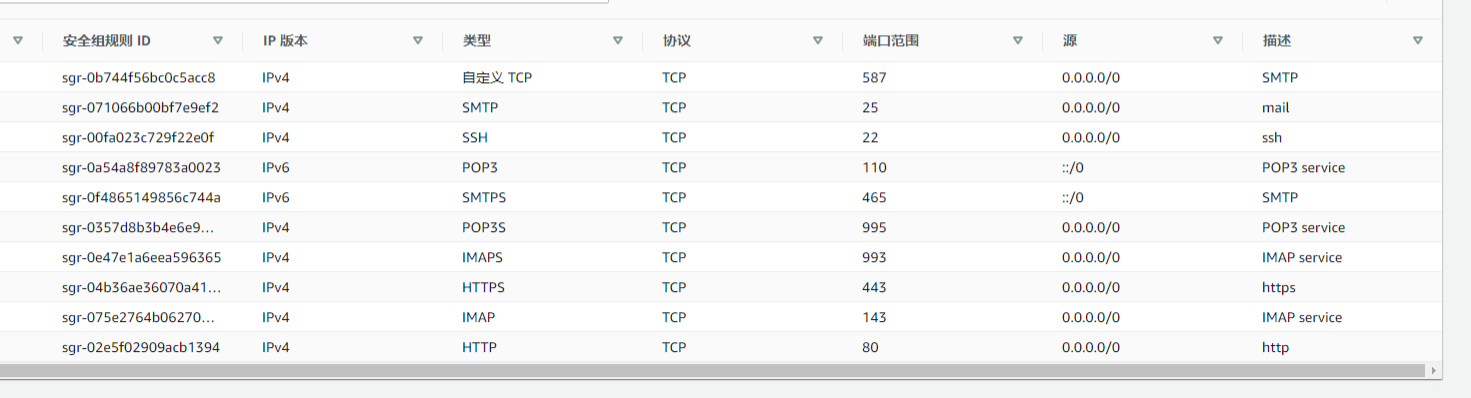 安全组规则 ID IP 版本 类型 协议 端口范围 源 描述
sgr-0b744f56bc0c5acc8 IPv4 自定义 TCP TCP 587 0.0.0.0/0 SMTP
sgr-071066b00bf7e9ef2 IPv4 SMTP TCP 25 0.0.0.0/0 mail
sgr-00fa023c729f22e0f IPv4 SSH TCP 22 0.0.0.0/0 ssh
sgr-0a54a8f89783a0023 IPv6 POP3 TCP 110 ::/0 POP3 service
sgr-0f4865149856c744a IPv6 SMTPS TCP 465 ::/0 SMTP
sgr-0357d8b3b4e6e9... IPv4 POP3S TCP 995 0.0.0.0/0 POP3 service
sgr-0e47e1a6eea596365 IPv4 IMAPS TCP 993 0.0.0.0/0 IMAP service
sgr-04b36ae36070a41... IPv4 HTTPS TCP 443 0.0.0.0/0 https
sgr-075e2764b06270... IPv4 IMAP TCP 143 0.0.0.0/0 IMAP service
sgr-02e5f02909acb1394 IPv4 HTTP TCP 80 0.0.0.0/0 http